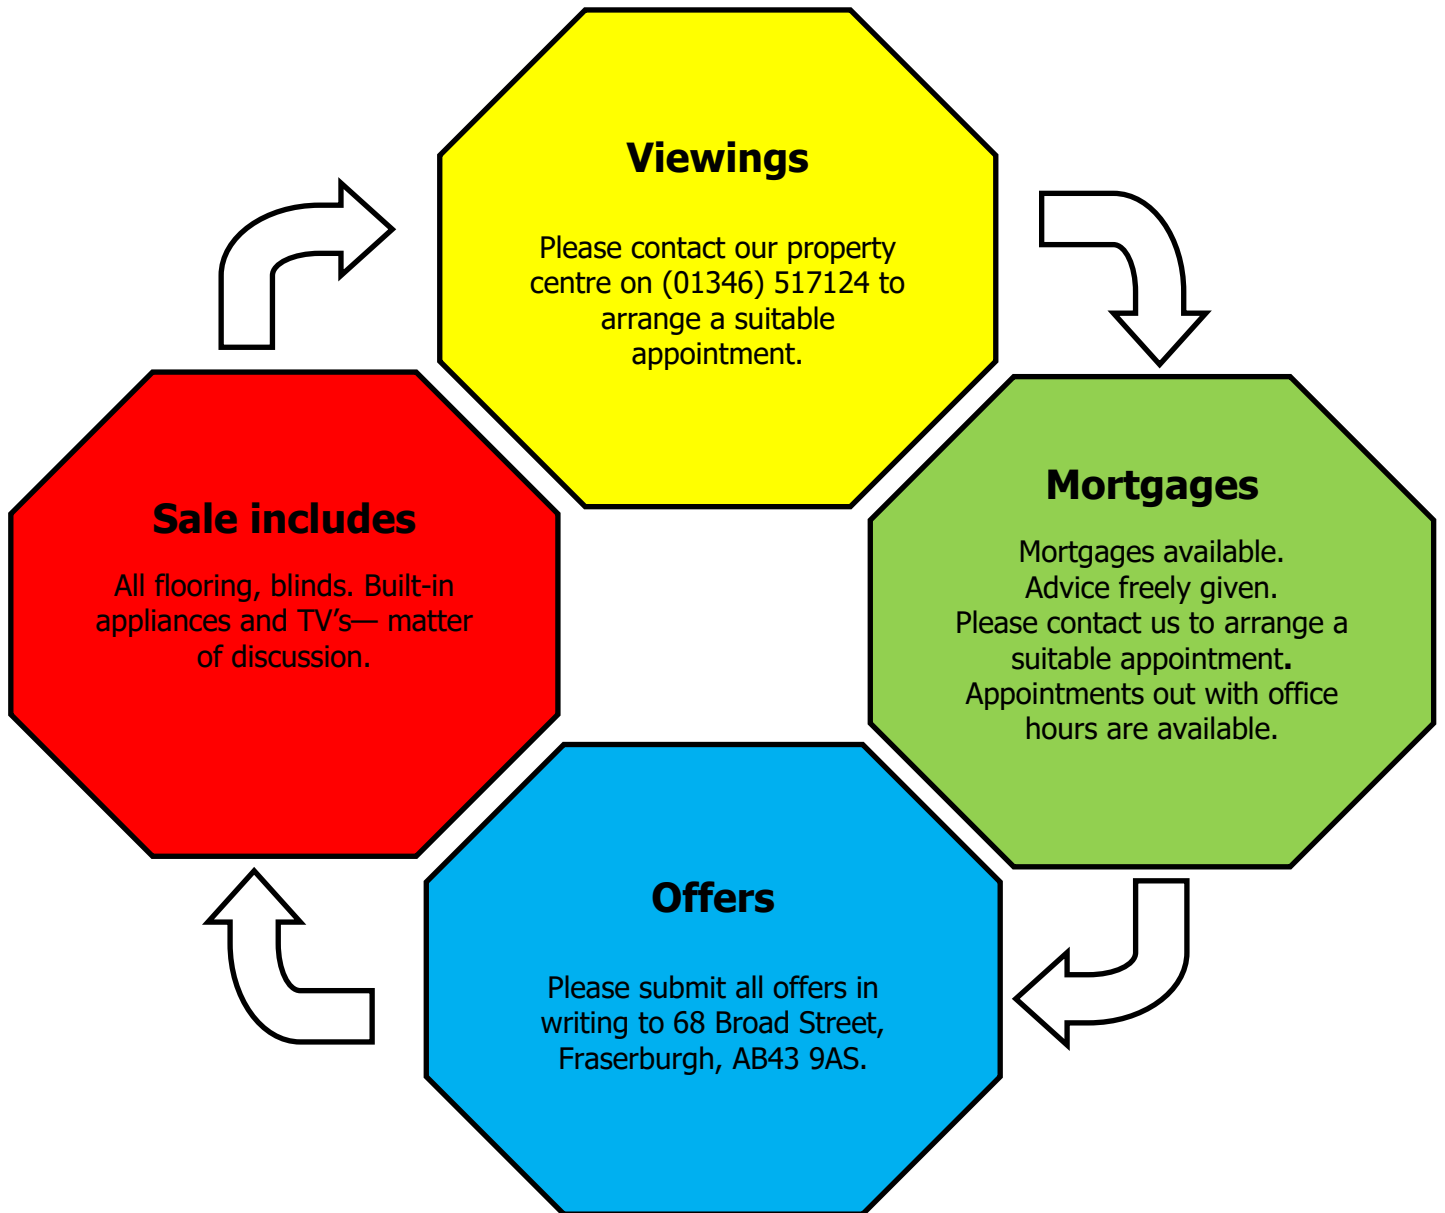 Viewings
Please contact our property
centre on (01346) 517124 to
arrange a suitable
appointment.
Sale includes
All flooring, blinds. Built-in
appliances and TV’s— matter
of discussion.
Mortgages
Mortgages available.
Advice freely given.
Please contact us to arrange a
suitable appointment.
Appointments out with office
hours are available.
Offers
Please submit all offers in
writing to 68 Broad Street,
Fraserburgh, AB43 9AS.